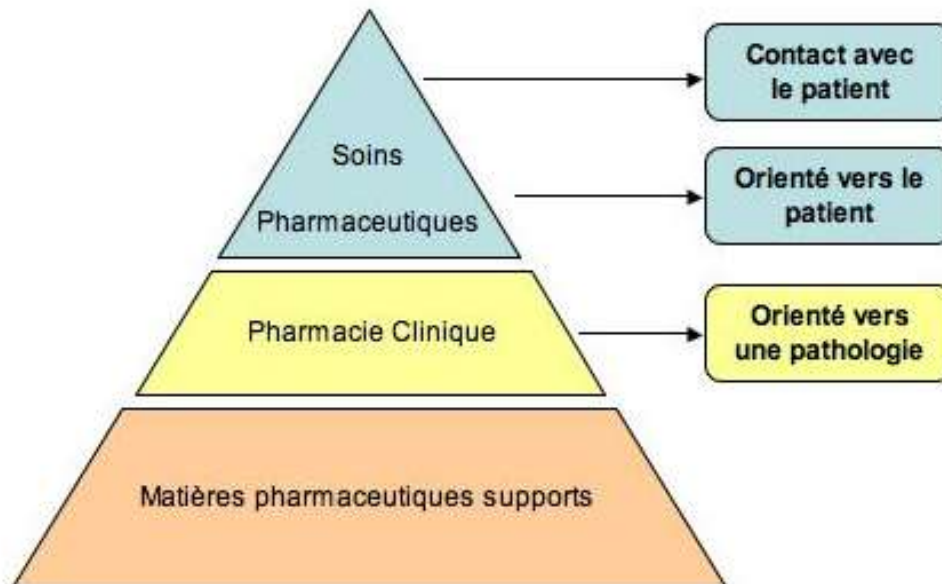 Contact avec
le patient
Soins
Pharmaceutiques
Orienté vers le
patient
Pharmacie Clinique
Orienté vers
une pathologie
Matières pharmaceutiques supports